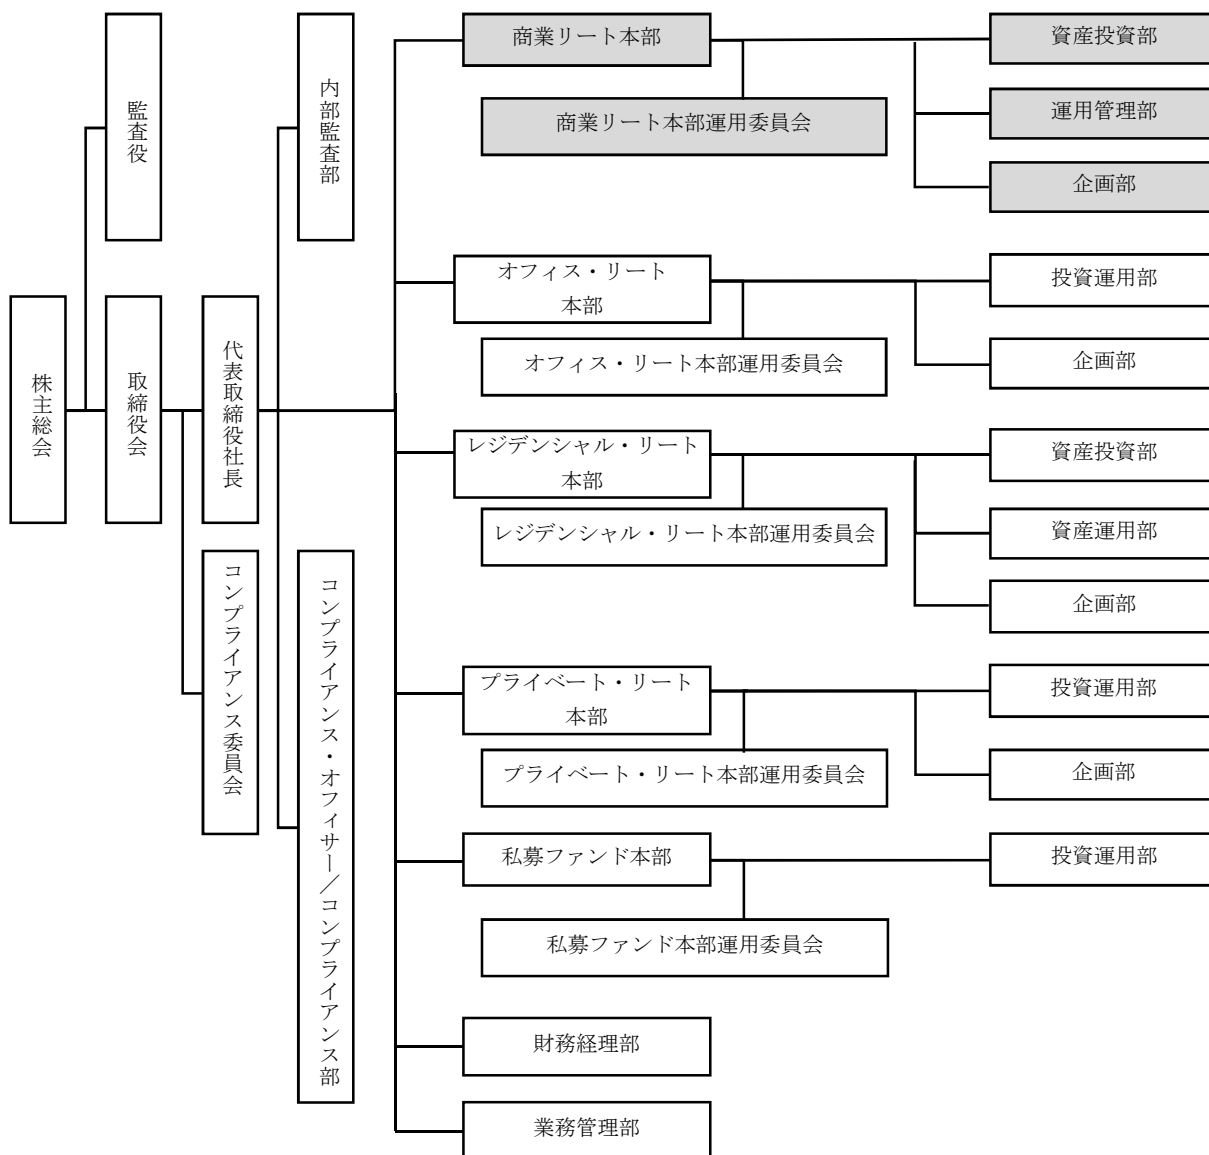 株主総会
監査役
取締役会
代表取締役社長
コンプライアンス委員会
内部監査部
コンプライアンス・オフィサー／コンプライアンス部
商業リート本部
商業リート本部運用委員会
資産投資部
運用管理部
企画部
オフィス・リート
本部
オフィス・リート本部運用委員会
投資運用部
企画部
レジデンシャル・リート
本部
レジデンシャル・リート本部運用委員会
資産投資部
資産運用部
企画部
プライベート・リート
本部
プライベート・リート本部運用委員会
投資運用部
企画部
私募ファンド本部
私募ファンド本部運用委員会
投資運用部
財務経理部
業務管理部